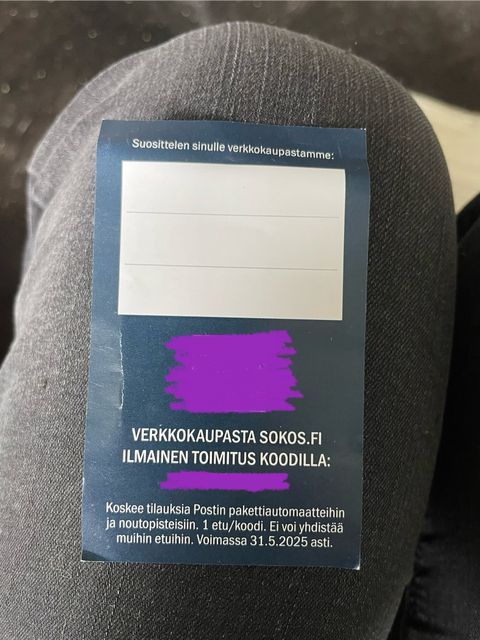 Suosittelen sinulle verkkokaupastamme:
VERKKOKAUPASTA SOKOS.FI
ILMAINEN TOIMITUS KOODILLA:
Koskee tilauksia Postin pakettiautomaatteihin
ja noutopisteisiin. 1 etu/koodi. Ei voi yhdistää
muihin etuihin. Voimassa 31.5.2025 asti.